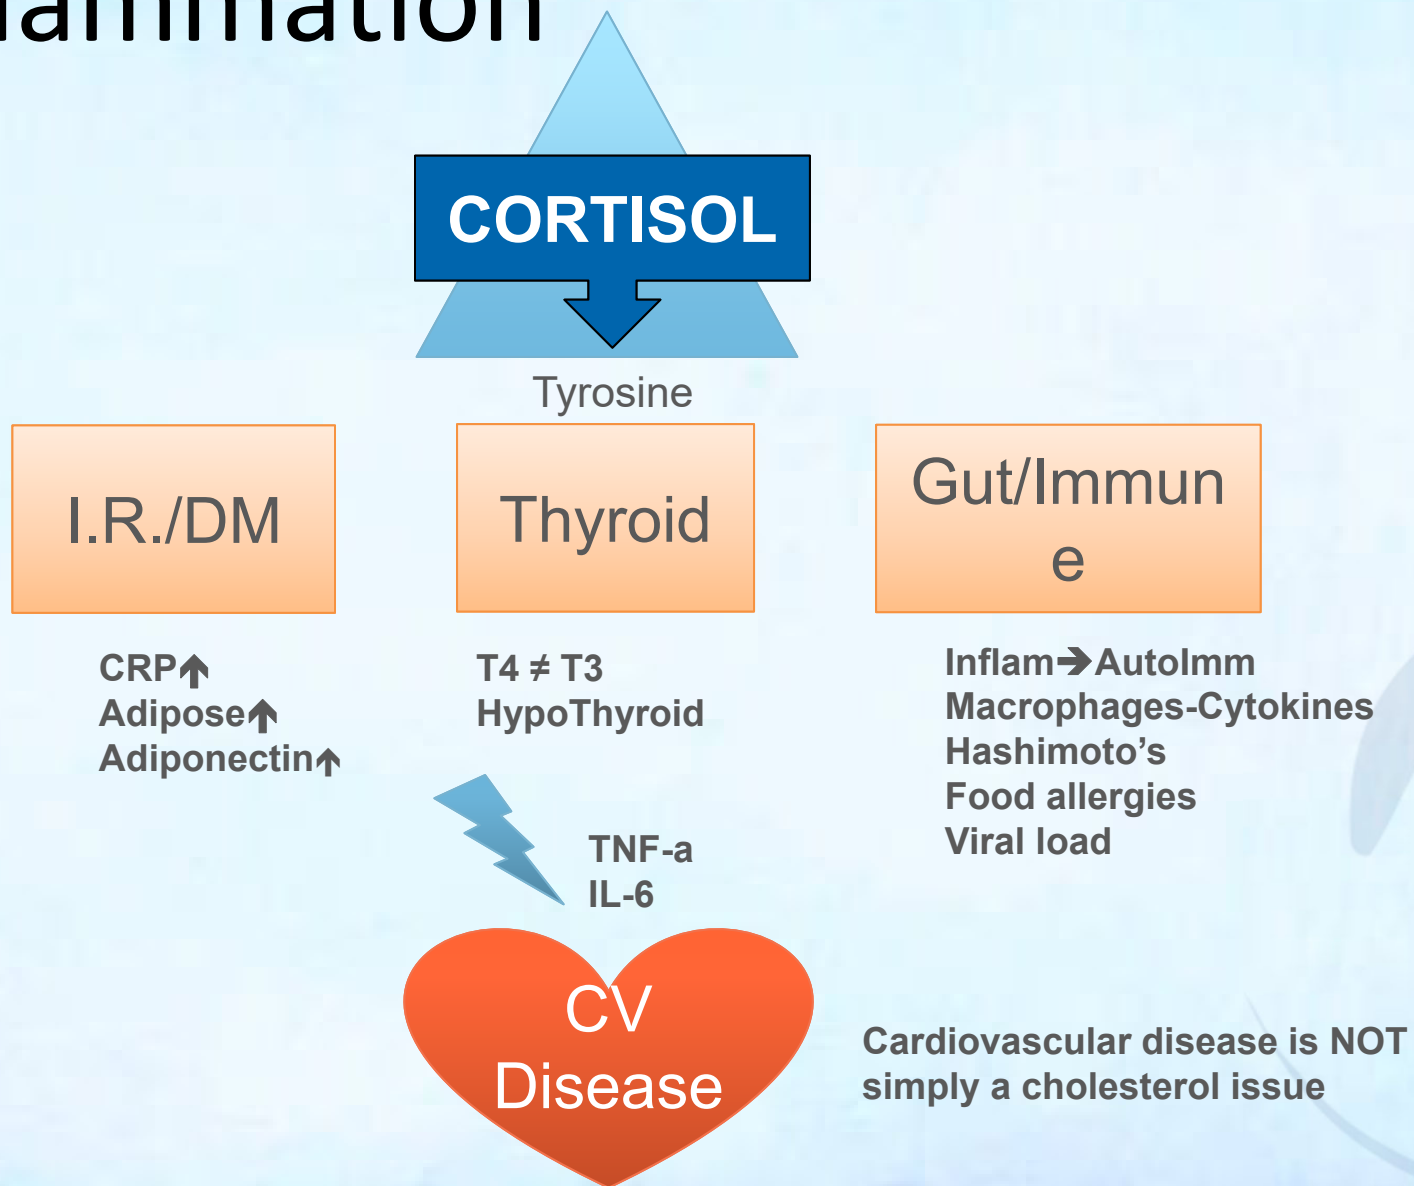 lammation
CORTISOL
Tyrosine
I.R./DM
Thyroid
Gut/Immun
e
CRP🡩
Adipose🡩
Adiponectin🡩
T4 ≠ T3
HypoThyroid
Inflam➔AutoImm
Macrophages-Cytokines
Hashimoto’s
Food allergies
Viral load
TNF-a
IL-6
CV
Disease
Cardiovascular disease is NOT
simply a cholesterol issue